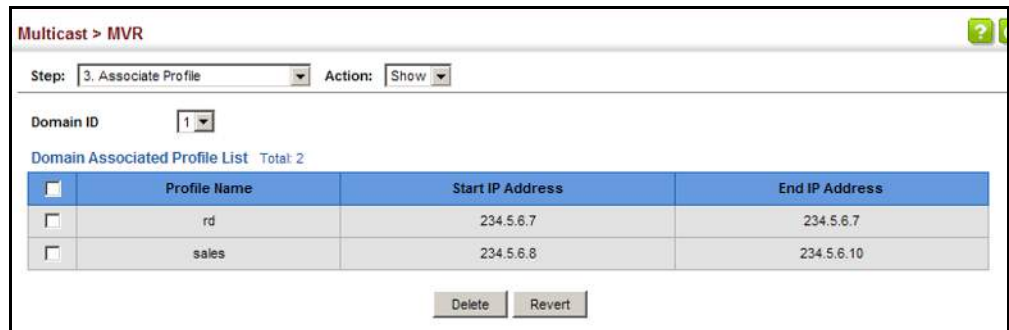 Multicast > MVR
?
Step: 3. Associate Profile Action: Show
Domain ID 1
Domain Associated Profile List Total: 2
Profile Name Start IP Address End IP Address
rd 234.5.6.7 234.5.6.7
sales 234.5.6.8 234.5.6.10
Delete Revert